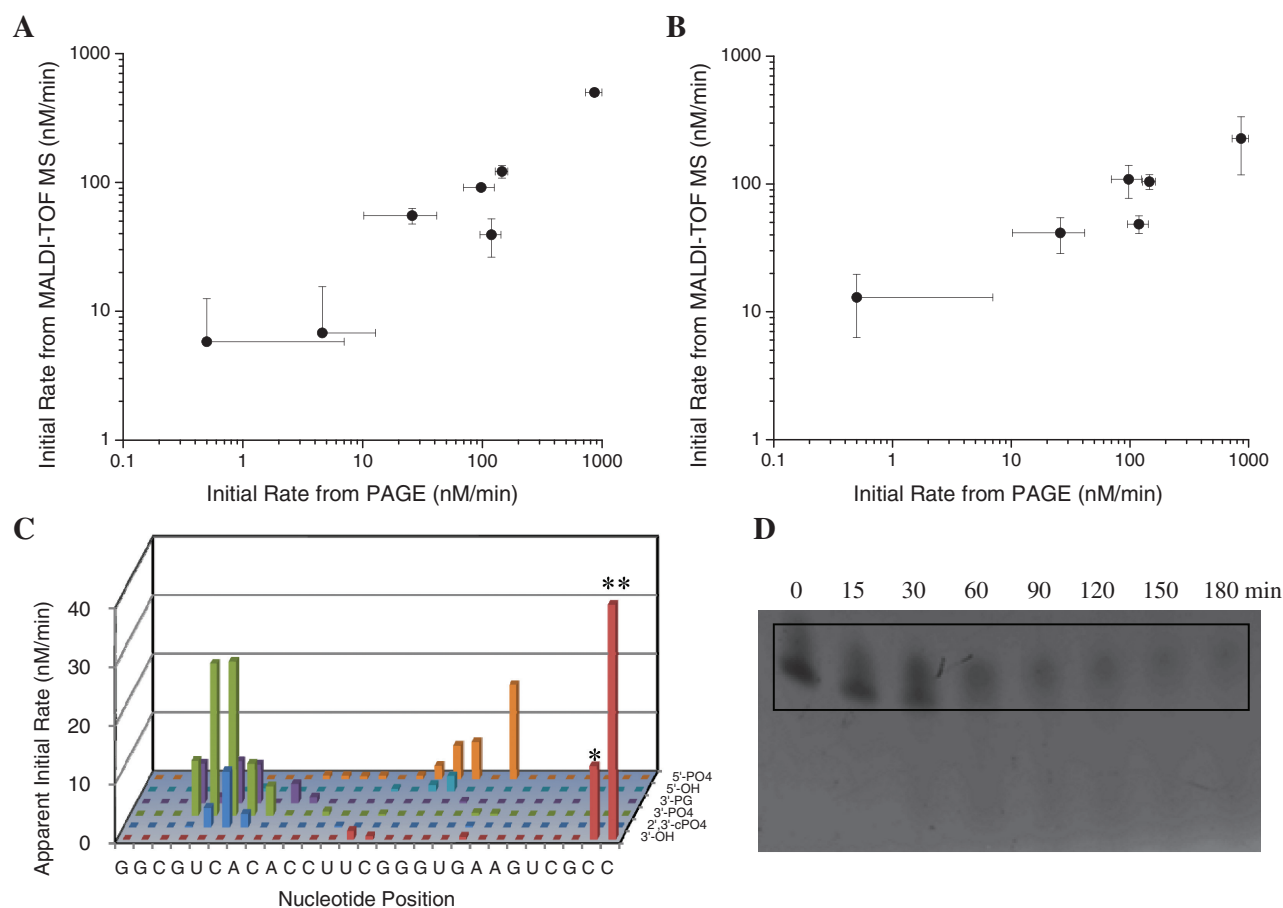 A
1000
100
10
1
0.1 1 10 100 1000
Initial Rate from MALDI-TOF MS (nM/min)
Initial Rate from PAGE (nM/min)
B
1000
100
10
1
0.1 1 10 100 1000
Initial Rate from MALDI-TOF MS (nM/min)
Initial Rate from PAGE (nM/min)
C
40
30
20
10
0
Apparent Initial Rate (nM/min)
*
**
5'-PO4
5'-OH
3'-PG
3'-PO4
2',3'-cPO4
3'-OH
G G C G U C A C A C C U U C G G G U G A A G U C G C C
Nucleotide Position
D
0 15 30 60 90 120 150 180 min